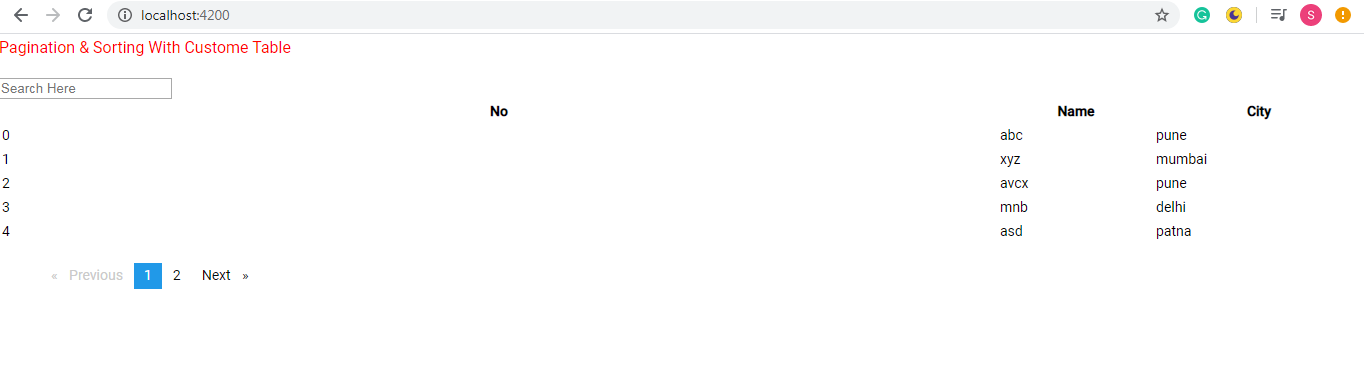 localhost:4200
S
Pagination & Sorting With Custome Table
Search Here
No Name City
0 abc pune
1 xyz mumbai
2 avcx pune
3 mnb delhi
4 asd patna
« Previous 1 2 Next »